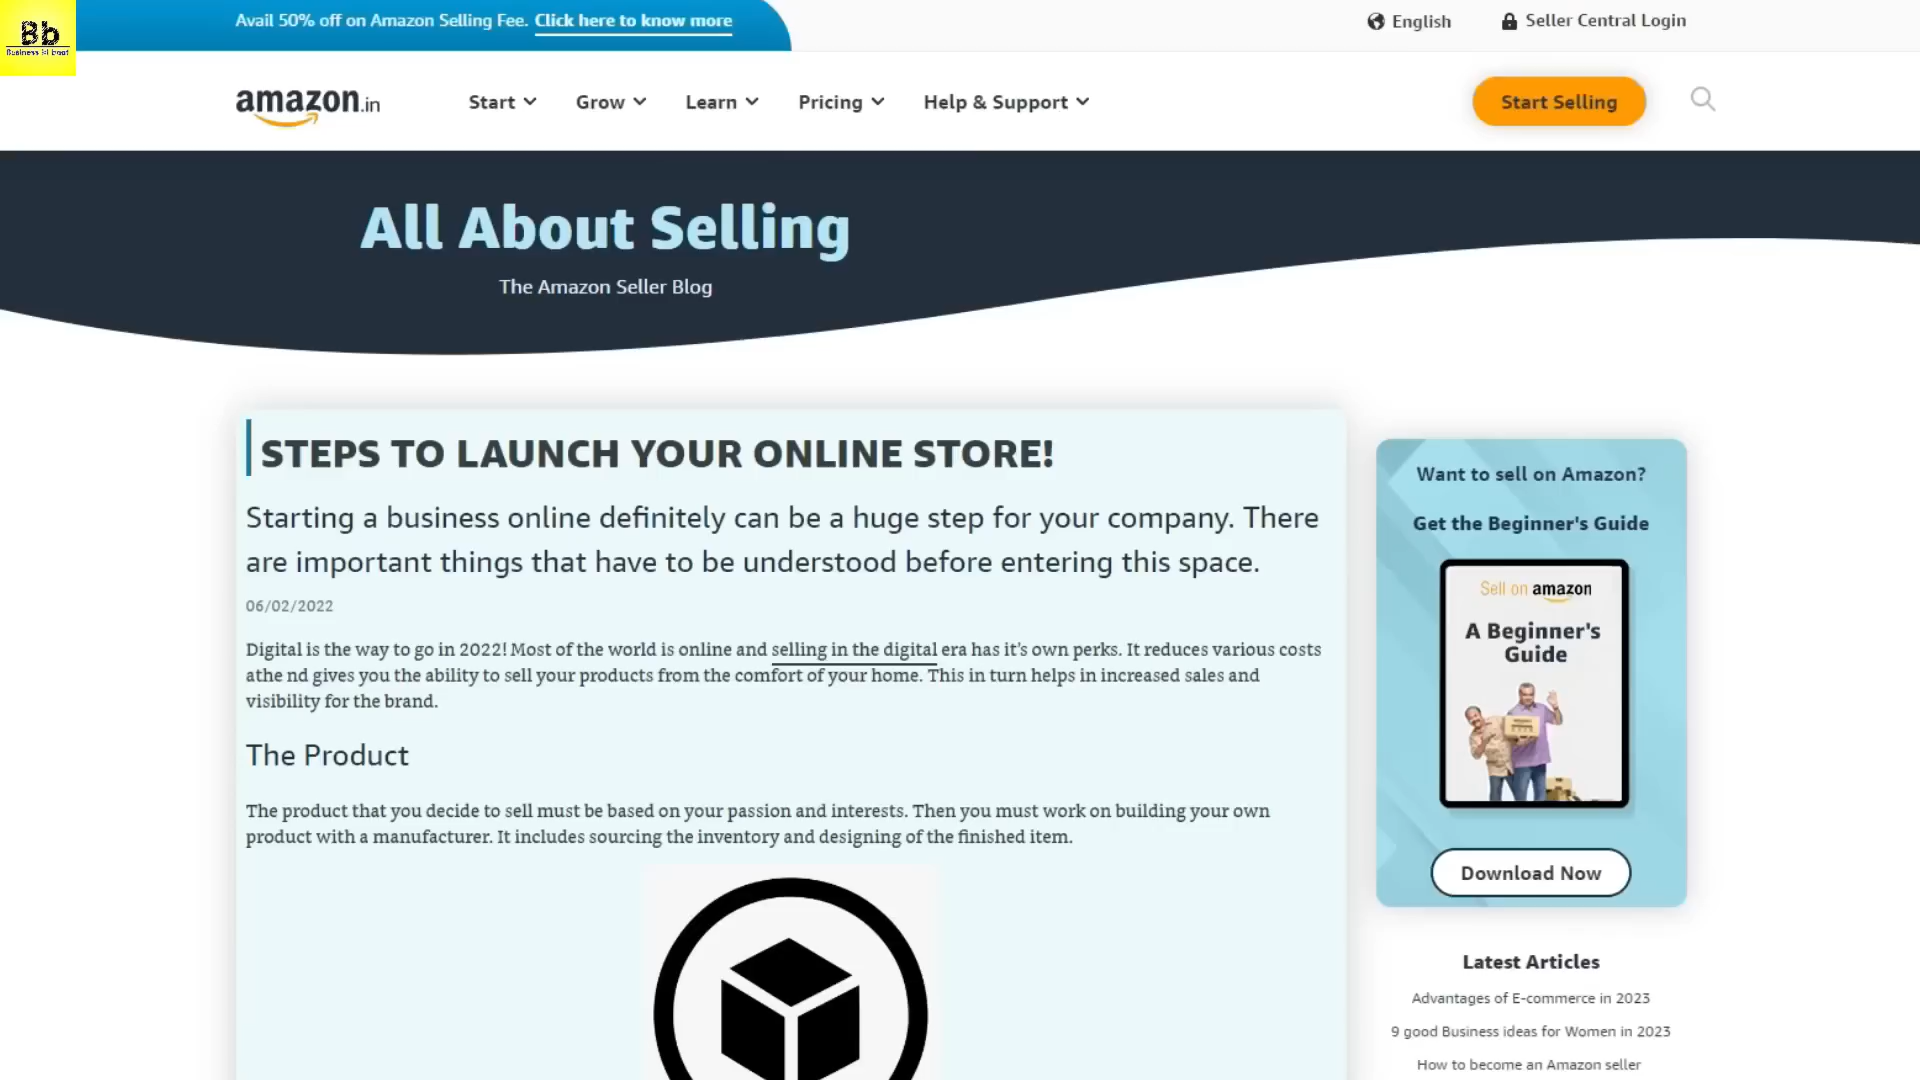 Bb
Business ki baat
Avail 50% off on Amazon Selling Fee. Click here to know more
English
Seller Central Login
amazon.in
Start
Grow
Learn
Pricing
Help & Support
Start Selling
All About Selling
The Amazon Seller Blog
STEPS TO LAUNCH YOUR ONLINE STORE!
Starting a business online definitely can be a huge step for your company. There
are important things that have to be understood before entering this space.
06/02/2022
Digital is the way to go in 2022! Most of the world is online and selling in the digital era has it's own perks. It reduces various costs
athe nd gives you the ability to sell your products from the comfort of your home. This in turn helps in increased sales and
visibility for the brand.
The Product
The product that you decide to sell must be based on your passion and interests. Then you must work on building your own
product with a manufacturer. It includes sourcing the inventory and designing of the finished item.
Want to sell on Amazon?
Get the Beginner's Guide
Sell on amazon
A Beginner's
Guide
Download Now
Latest Articles
Advantages of E-commerce in 2023
9 good Business ideas for Women in 2023
How to become an Amazon seller